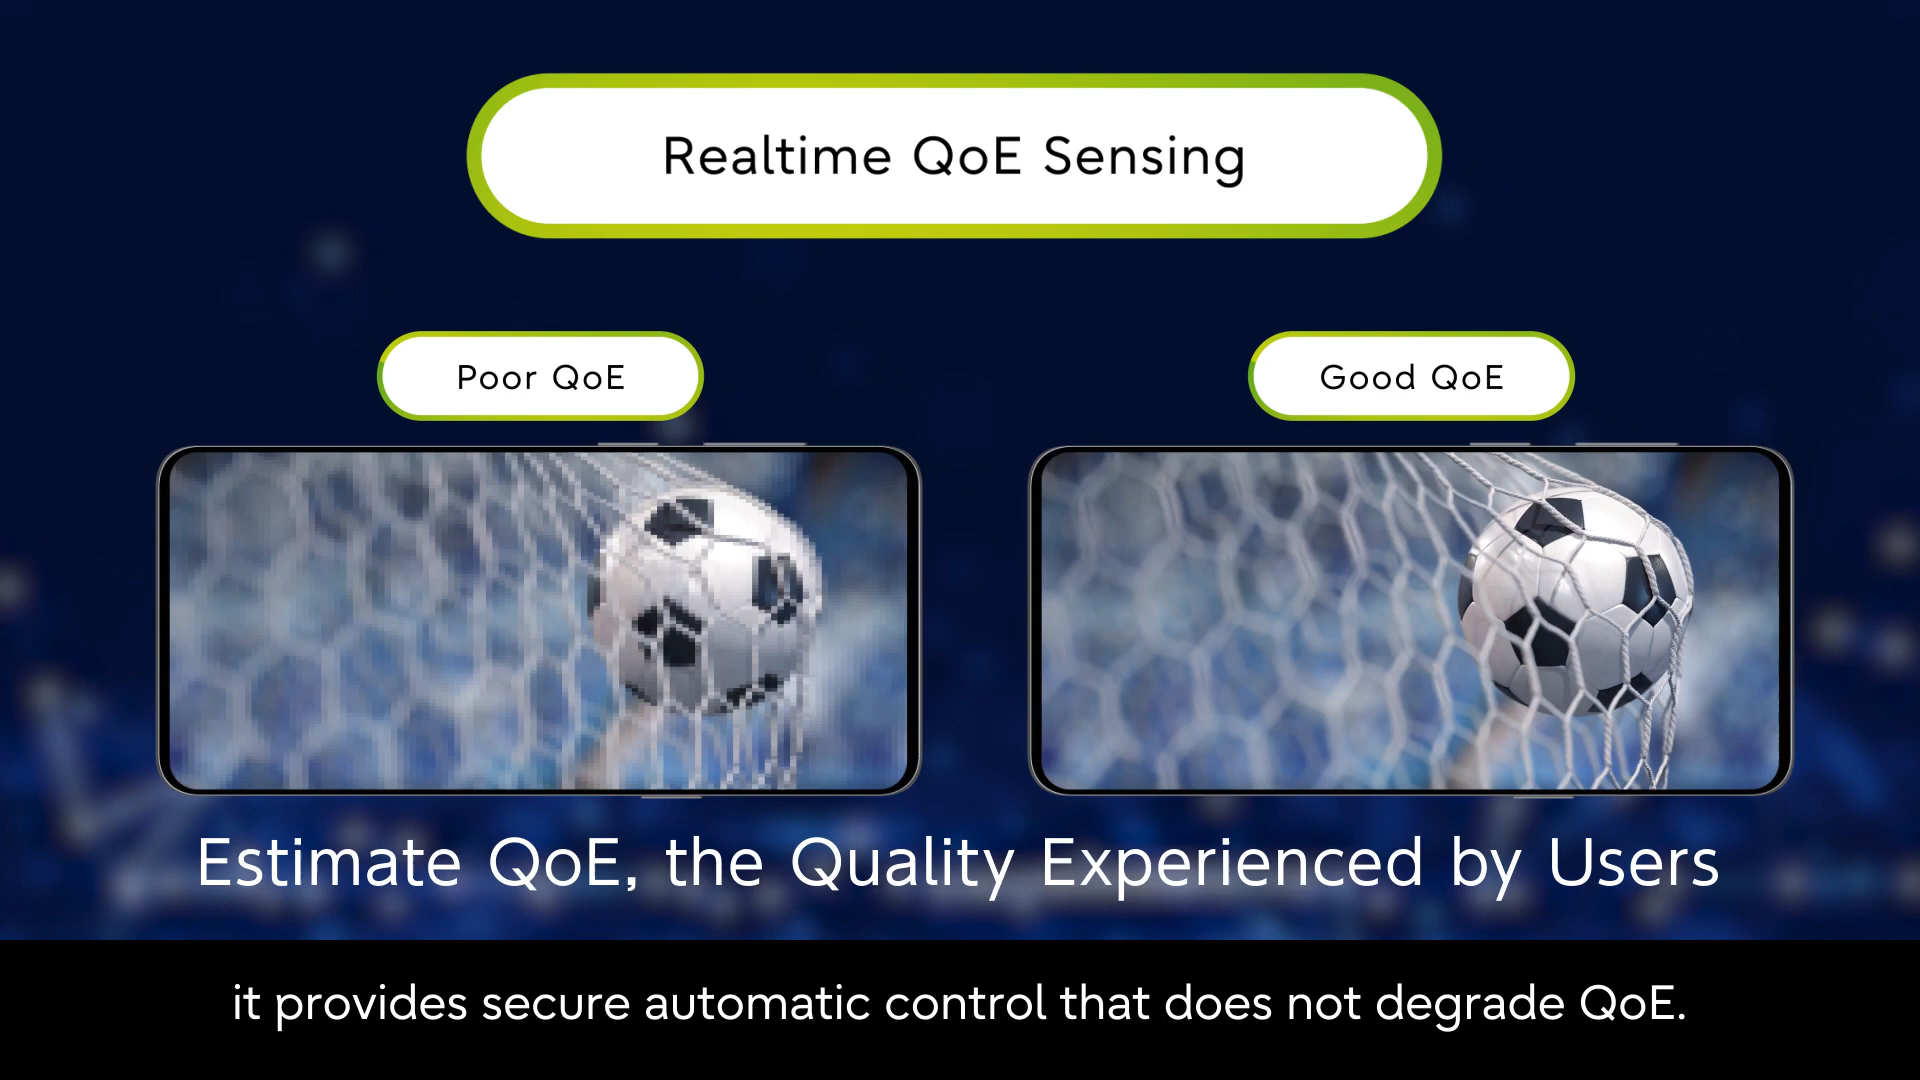 Realtime QoE Sensing
Poor QoE
Good QoE
Estimate QoE, the Quality Experienced by Users
it provides secure automatic control that does not degrade QoE.